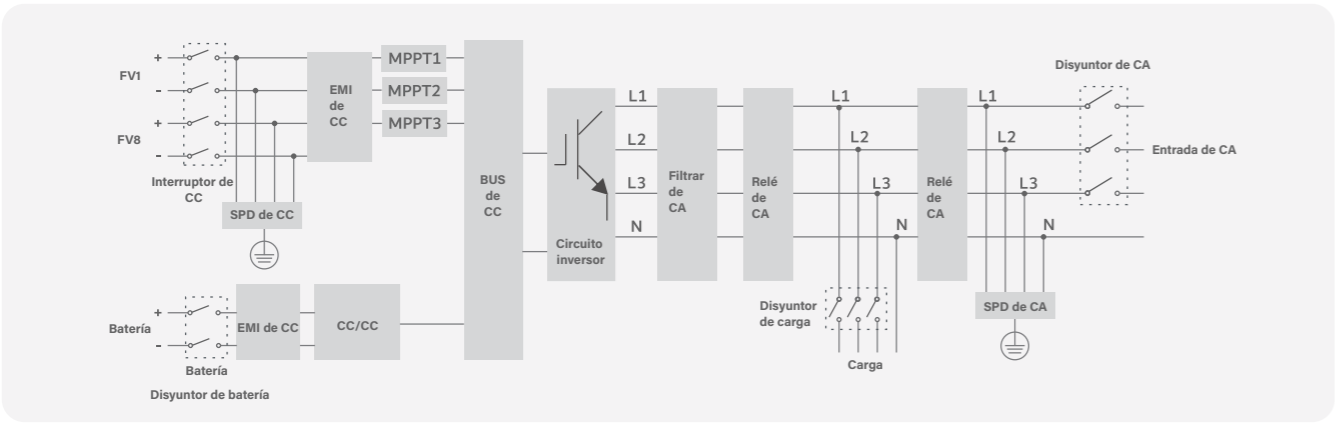 FV1
+
-
FV8
+
-
Interruptor de
CC
SPD de CC
EMI
de
CC
MPPT1
MPPT2
MPPT3
Batería
+
-
Batería
Disyuntor de batería
EMI de CC
CC/CC
BUS
de
CC
Circuito
inversor
L1
L2
L3
N
Filtrar
de
CA
Relé
de
CA
L1
L2
L3
N
Disyuntor
de carga
Carga
Relé
de
CA
L1
L2
L3
N
SPD de CA
Disyuntor de CA
Entrada de CA